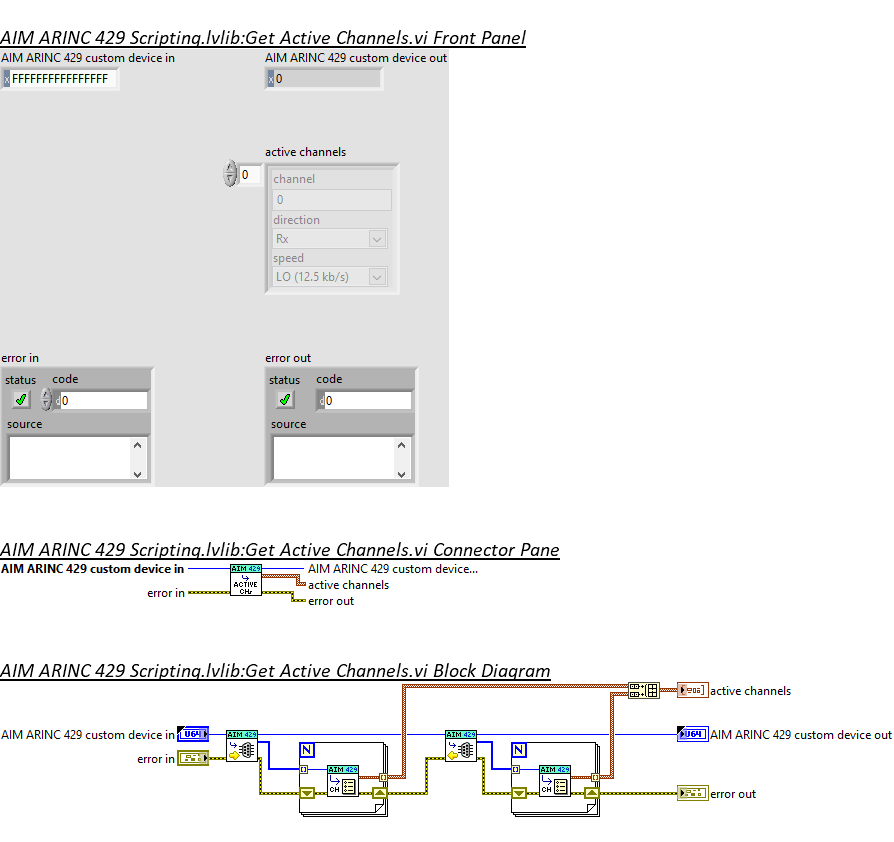 AIM ARINC 429 Scripting.lvlib:Get Active Channels.vi Front Panel
AIM ARINC 429 custom device in
AIM ARINC 429 custom device out
x FFFFFFFFFFFFFFFF
x 0
active channels
0
channel
0
direction
Rx
speed
LO (12.5 kb/s)
error in
status
code
d 0
source
error out
status
code
d 0
source
AIM ARINC 429 Scripting.lvlib:Get Active Channels.vi Connector Pane
AIM ARINC 429 custom device in
AIM 429
ACTIVE
CHs
AIM ARINC 429 custom device...
active channels
error in
error out
AIM ARINC 429 Scripting.lvlib:Get Active Channels.vi Block Diagram
active channels
AIM ARINC 429 custom device in
U64
AIM 429
AIM 429
U64
AIM ARINC 429 custom device out
error in
N
N
AIM 429
CH
AIM 429
CH
error out